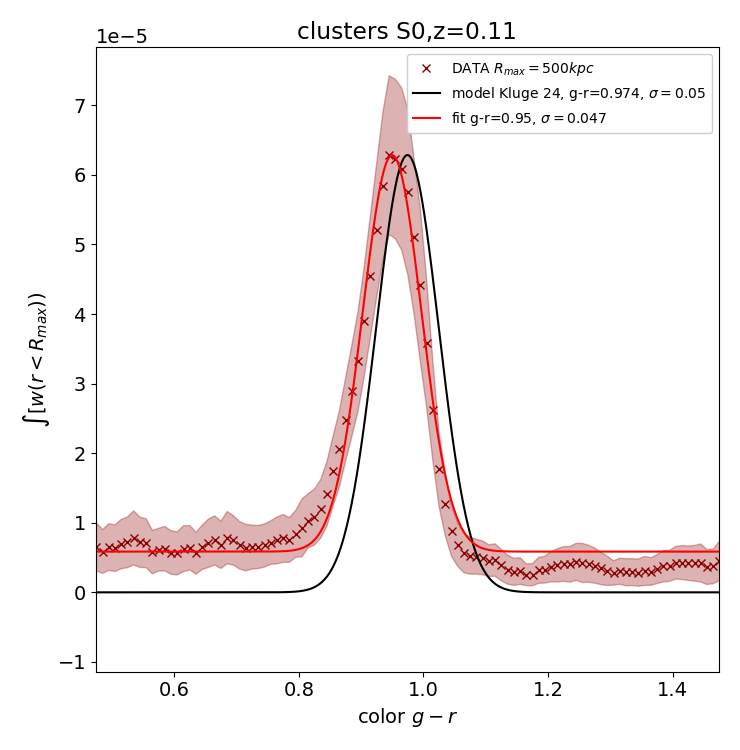 clusters S0,z=0.11
1e−5
DATA R_max = 500kpc
model Kluge 24, g-r=0.974, σ = 0.05
fit g-r=0.95, σ = 0.047
7
6
5
4
3
2
1
0
−1
∫[w(r < R_max))
0.6 0.8 1.0 1.2 1.4
color g − r